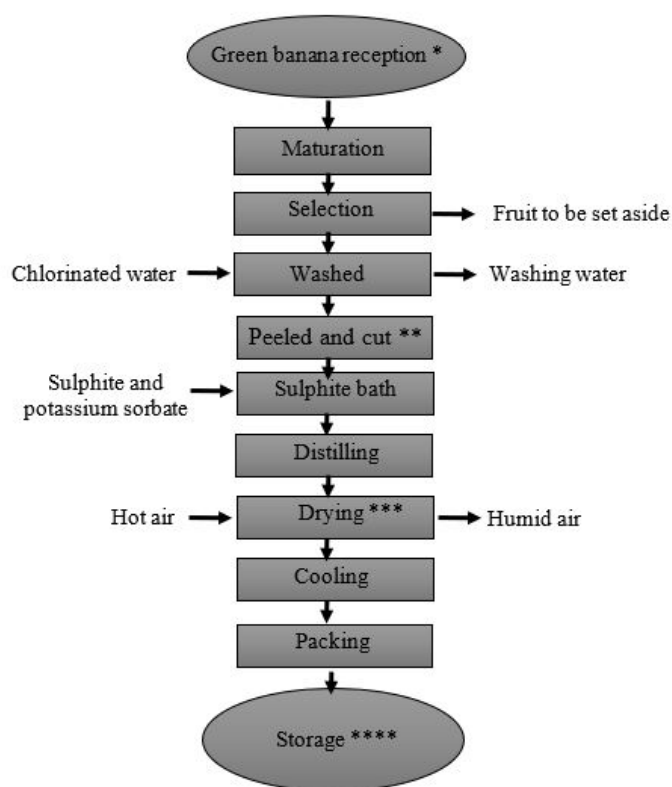 Green banana reception *
Maturation
Selection
Fruit to be set aside
Chlorinated water
Washed
Washing water
Peeled and cut **
Sulphite and
potassium sorbate
Sulphite bath
Distilling
Hot air
Drying ***
Humid air
Cooling
Packing
Storage ****